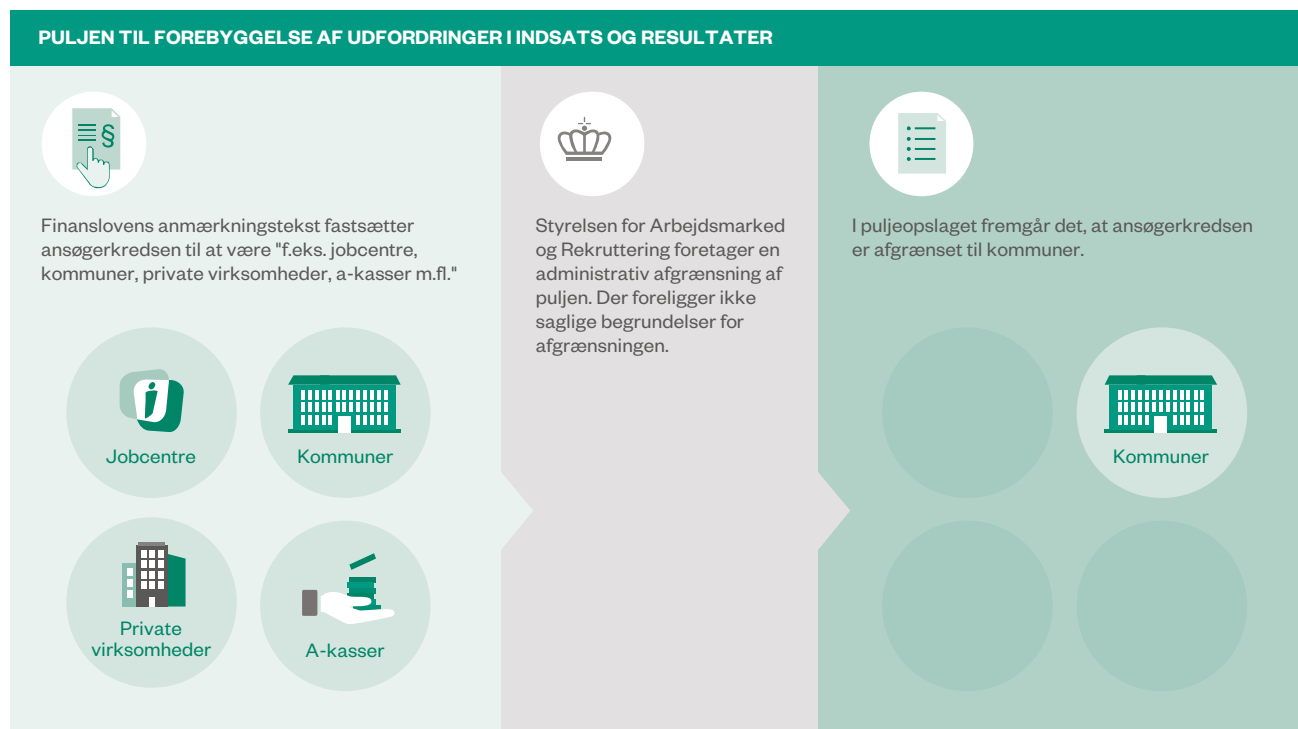 PULJEN TIL FOREBYGGELSE AF UDFORDRINGER I INDSATS OG RESULTATER
§
Finanslovens anmærkningstekst fastsætter
ansøgerkredsen til at være "f.eks. jobcentre,
kommuner, private virksomheder, a-kasser m.fl."
Jobcentre
Kommuner
Private
virksomheder
A-kasser
Styrelsen for Arbejdsmarked
og Rekruttering foretager en
administrativ afgrænsning af
puljen. Der foreligger ikke
saglige begrundelser for
afgrænsningen.
I puljeopslaget fremgår det, at ansøgerkredsen
er afgrænset til kommuner.
Kommuner